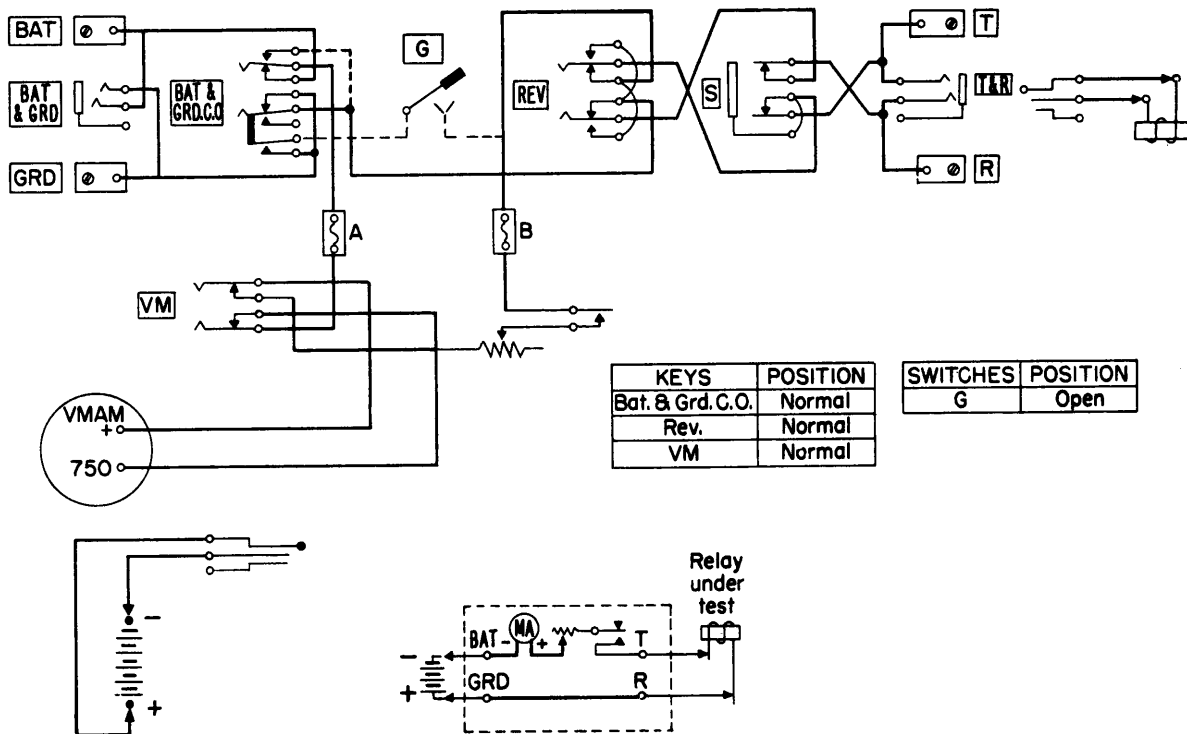 BAT
BAT
& GRD
GRD
BAT &
GRD.C.O
G
REV
S
T
T&R
R
A
B
VM
VMAM
+
750
KEYS POSITION
Bat. & Grd. C.O. Normal
Rev. Normal
VM Normal
SWITCHES POSITION
G Open
-
+
Relay
under
test
BAT - MA + T
-
+
GRD R